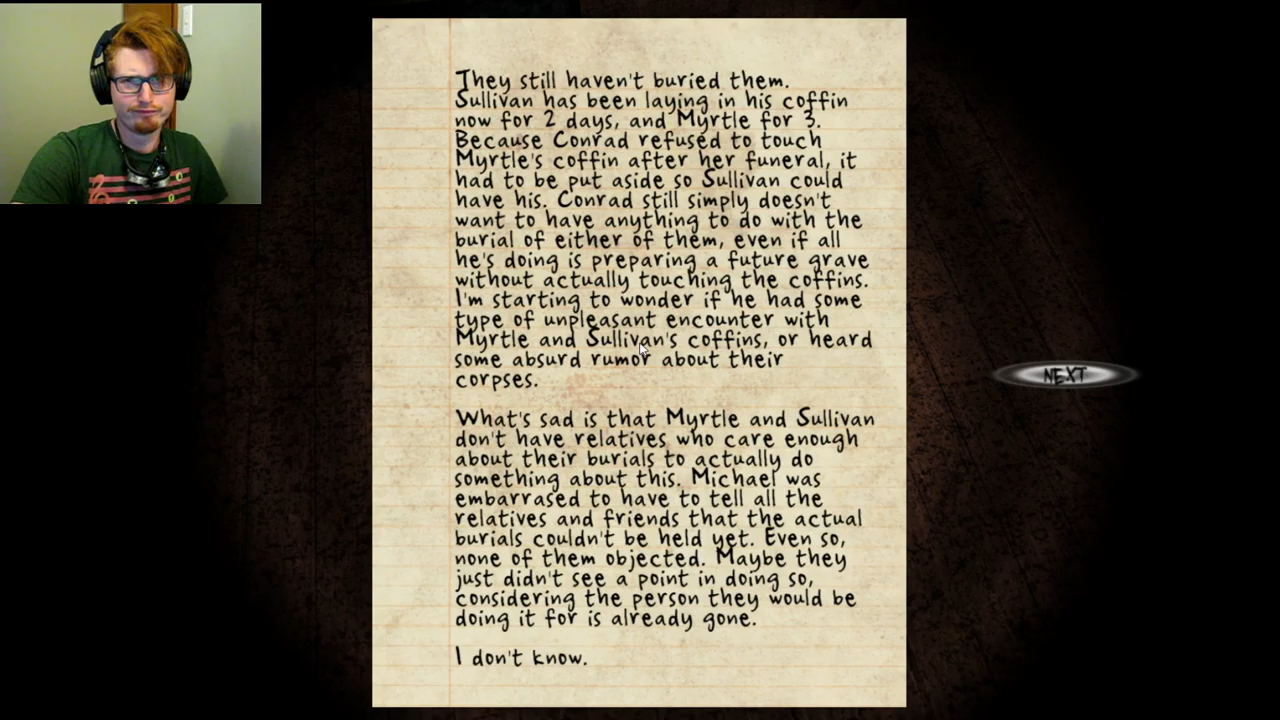 They still haven't buried them.
Sullivan has been laying in his coffin
now for 2 days, and Myrtle for 3.
Because Conrad refused to touch
Myrtle's coffin after her funeral, it
had to be put aside so Sullivan could
have his. Conrad still simply doesn't
want to have anything to do with the
burial of either of them, even if all
he's doing is preparing a future grave
without actually touching the coffins.
I'm starting to wonder if he had some
type of unpleasant encounter with
Myrtle and Sullivan's coffins, or heard
some absurd rumor about their
corpses.
What's sad is that Myrtle and Sullivan
don't have relatives who care enough
about their burials to actually do
something about this. Michael was
embarrased to have to tell all the
relatives and friends that the actual
burials couldn't be held yet. Even so,
none of them objected. Maybe they
just didn't see a point in doing so,
considering the person they would be
doing it for is already gone.
I don't know.
NEXT